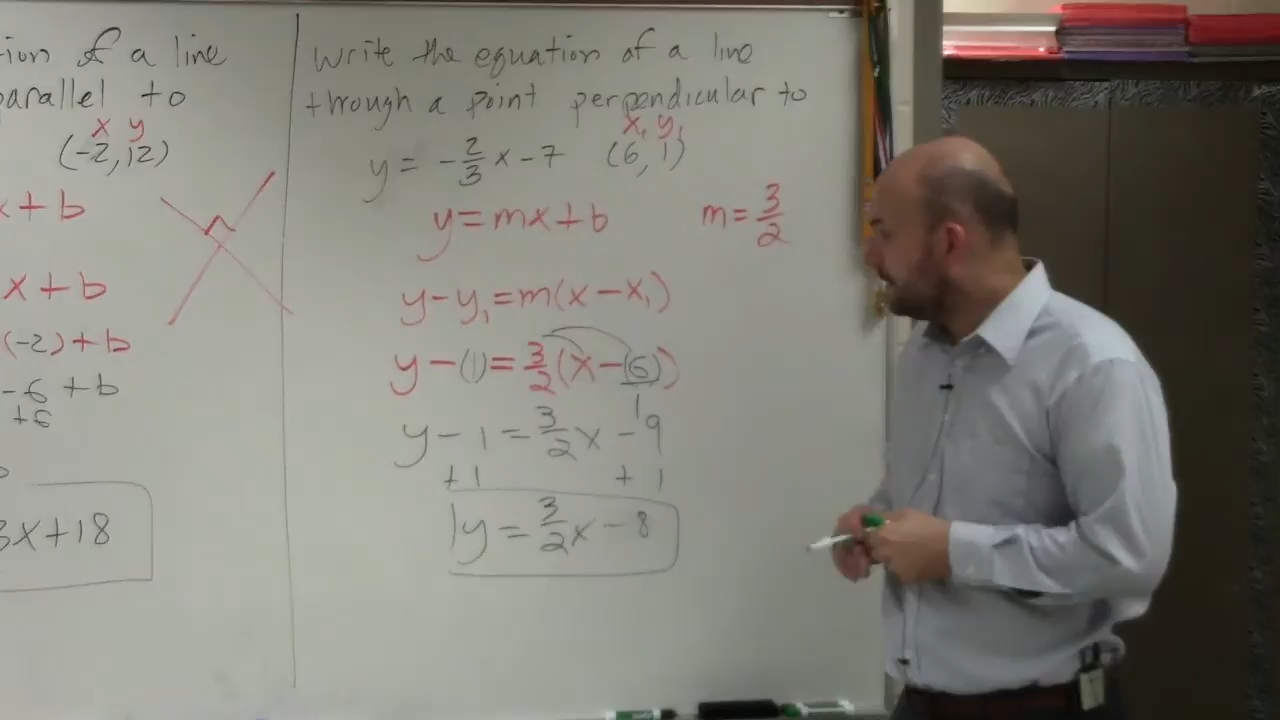 tion of a line
parallel to
x y
(-2, 12)
x + b
x + b
(-2) + b
-6 + b
+6
3x + 18
Write the equation of a line
through a point perpendicular to
x₁ y₁
y = -2/3 x - 7 (6, 1)
y = mx + b m = 3/2
y - y₁ = m(x - x₁)
y - (1) = 3/2 (x - (6))
1
y - 1 = 3/2 x - 9
+1 +1
y = 3/2 x - 8